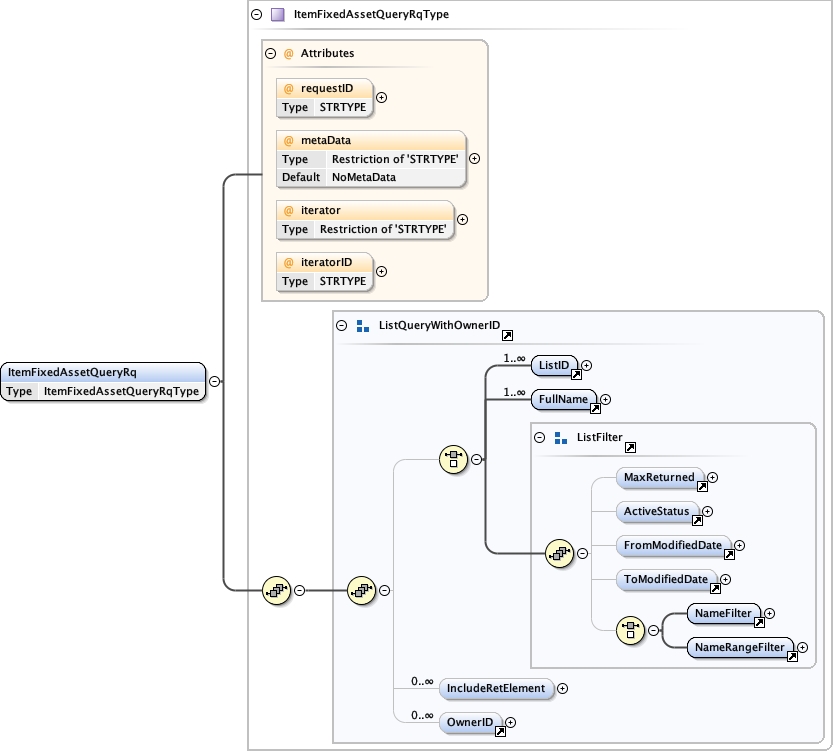 ItemFixedAssetQueryRqType
@ Attributes
@ requestID
Type STRTYPE
@ metaData
Type Restriction of 'STRTYPE'
Default NoMetaData
@ iterator
Type Restriction of 'STRTYPE'
@ iteratorID
Type STRTYPE
ItemFixedAssetQueryRq
Type ItemFixedAssetQueryRqType
ListQueryWithOwnerID
1..∞ ListID
1..∞ FullName
ListFilter
MaxReturned
ActiveStatus
FromModifiedDate
ToModifiedDate
NameFilter
NameRangeFilter
0..∞ IncludeRetElement
0..∞ OwnerID